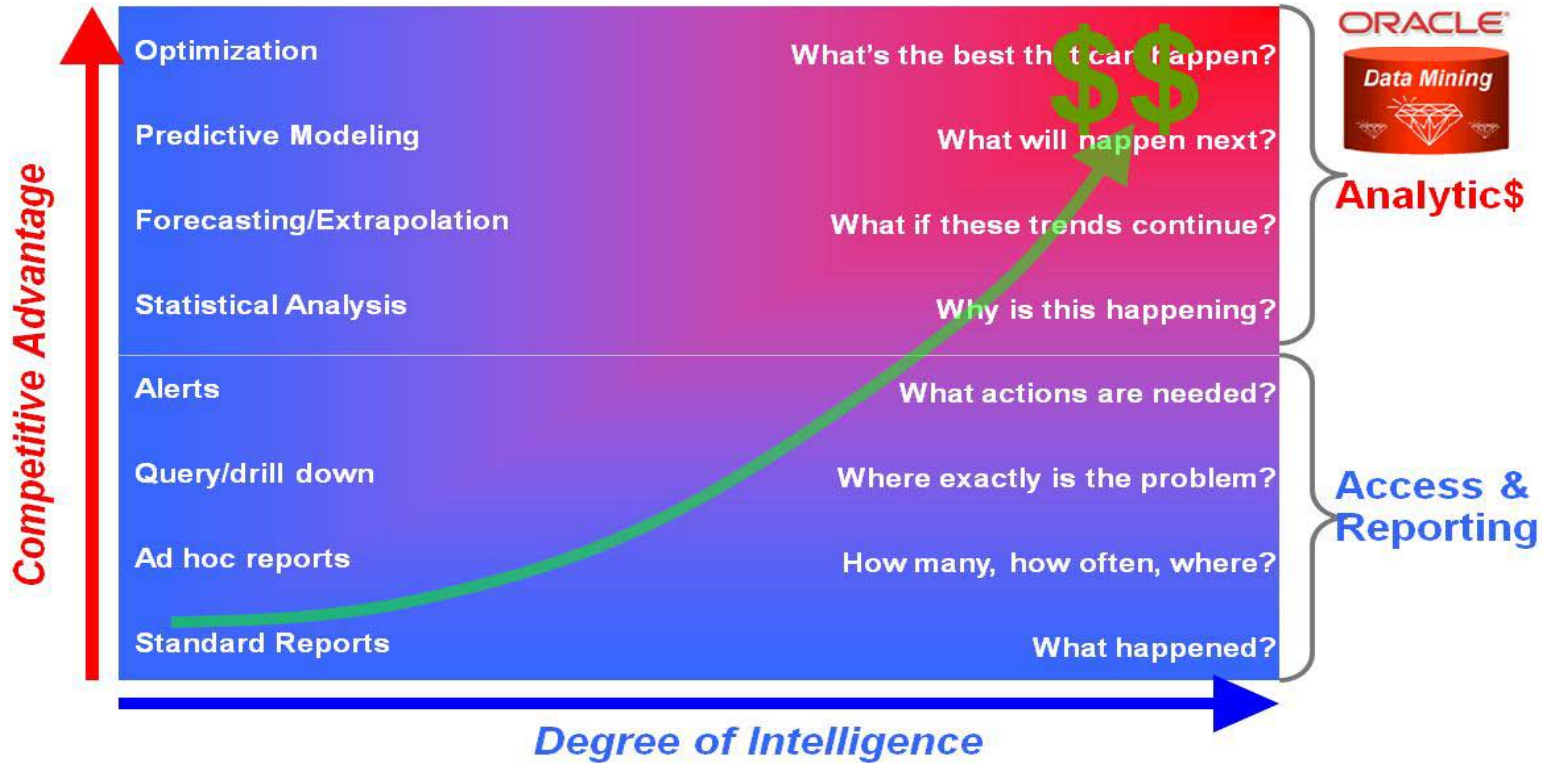 ORACLE
Data Mining
Optimization What's the best that can happen?
$$
Predictive Modeling What will happen next?
Analytic$
Forecasting/Extrapolation What if these trends continue?
Statistical Analysis Why is this happening?
Alerts What actions are needed?
Query/drill down Where exactly is the problem?
Access &
Reporting
Ad hoc reports How many, how often, where?
Standard Reports What happened?
Competitive Advantage
Degree of Intelligence